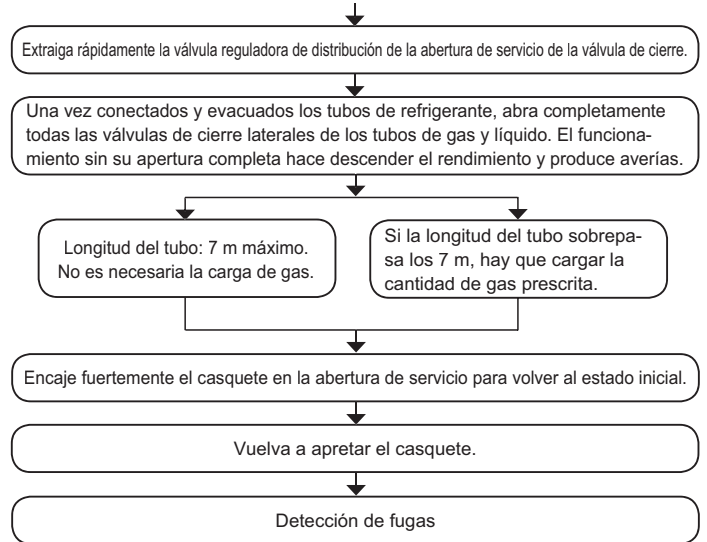 Extraiga rápidamente la válvula reguladora de distribución de la abertura de servicio de la válvula de cierre.
Una vez conectados y evacuados los tubos de refrigerante, abra completamente
todas las válvulas de cierre laterales de los tubos de gas y líquido. El funciona-
miento sin su apertura completa hace descender el rendimiento y produce averías.
Longitud del tubo: 7 m máximo.
No es necesaria la carga de gas.
Si la longitud del tubo sobrepa-
sa los 7 m, hay que cargar la
cantidad de gas prescrita.
Encaje fuertemente el casquete en la abertura de servicio para volver al estado inicial.
Vuelva a apretar el casquete.
Detección de fugas